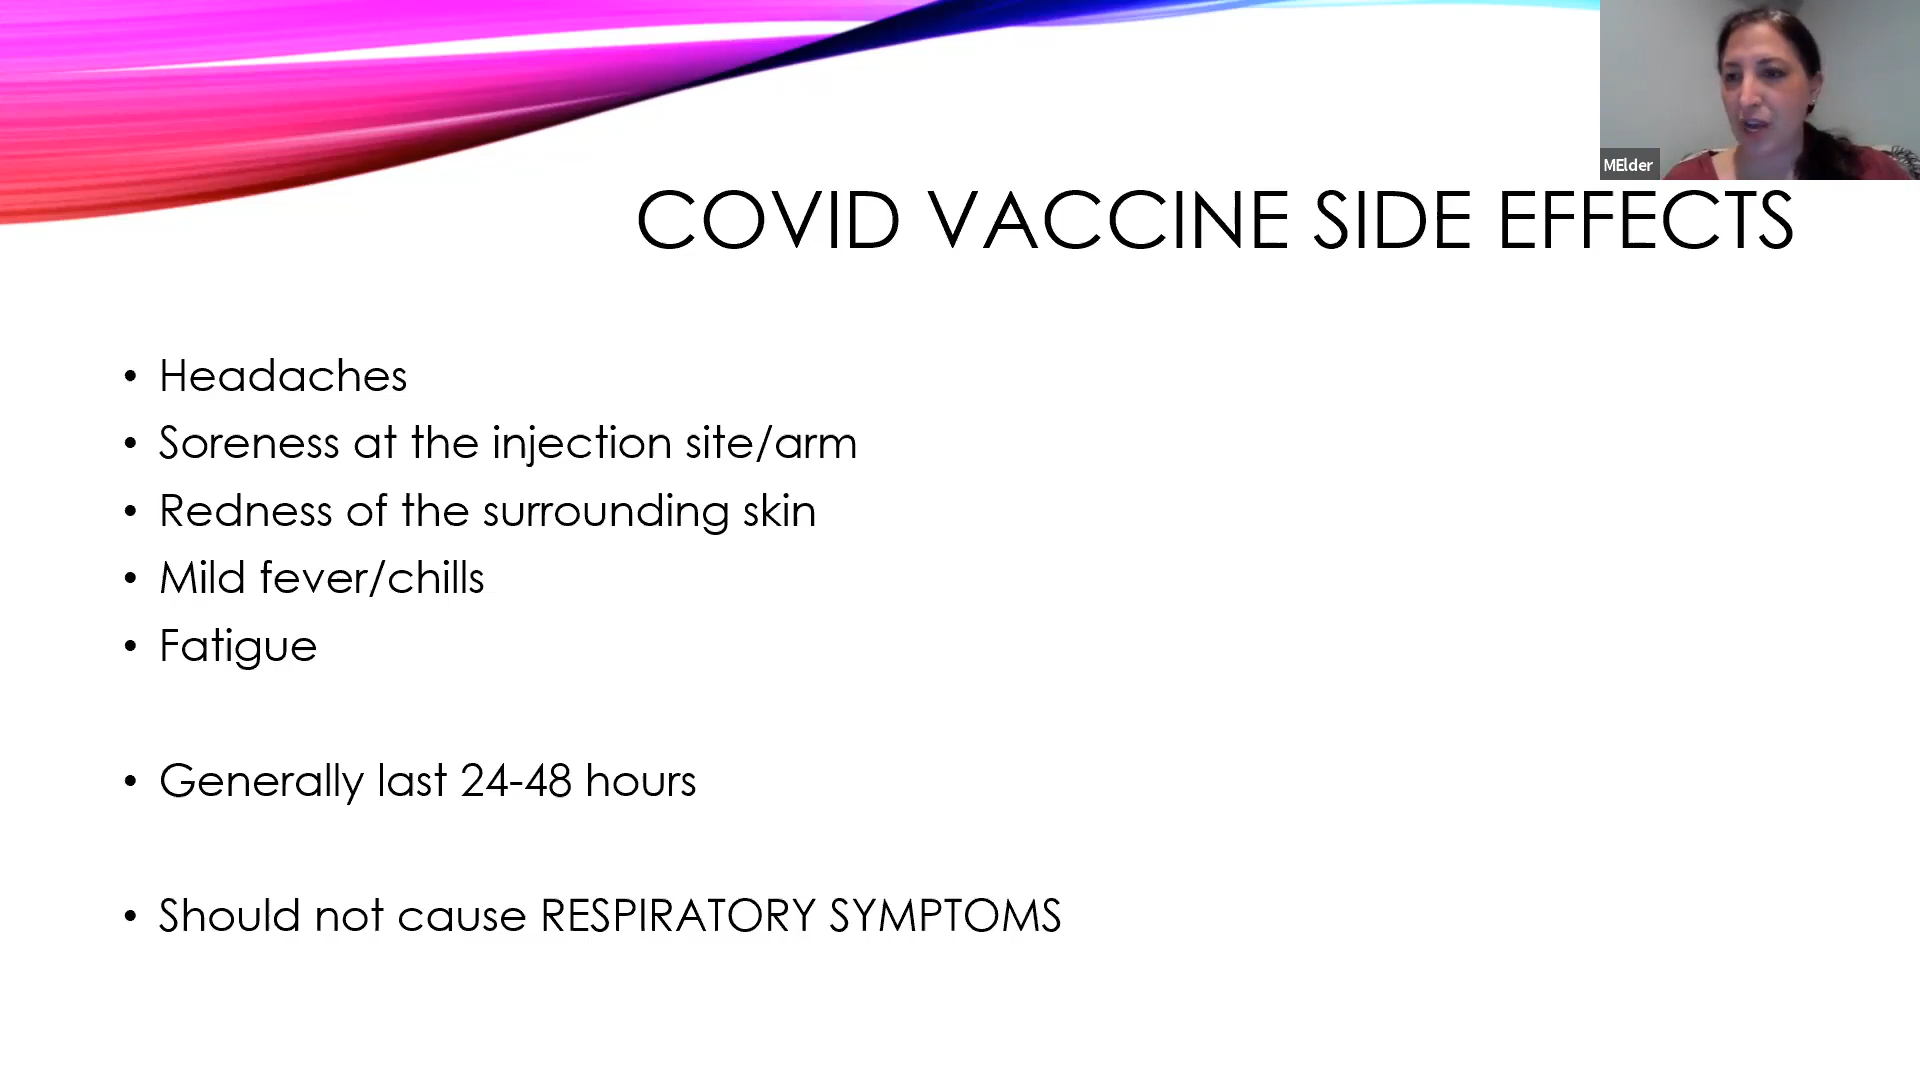 MElder
COVID VACCINE SIDE EFFECTS
• Headaches
• Soreness at the injection site/arm
• Redness of the surrounding skin
• Mild fever/chills
• Fatigue
• Generally last 24-48 hours
• Should not cause RESPIRATORY SYMPTOMS